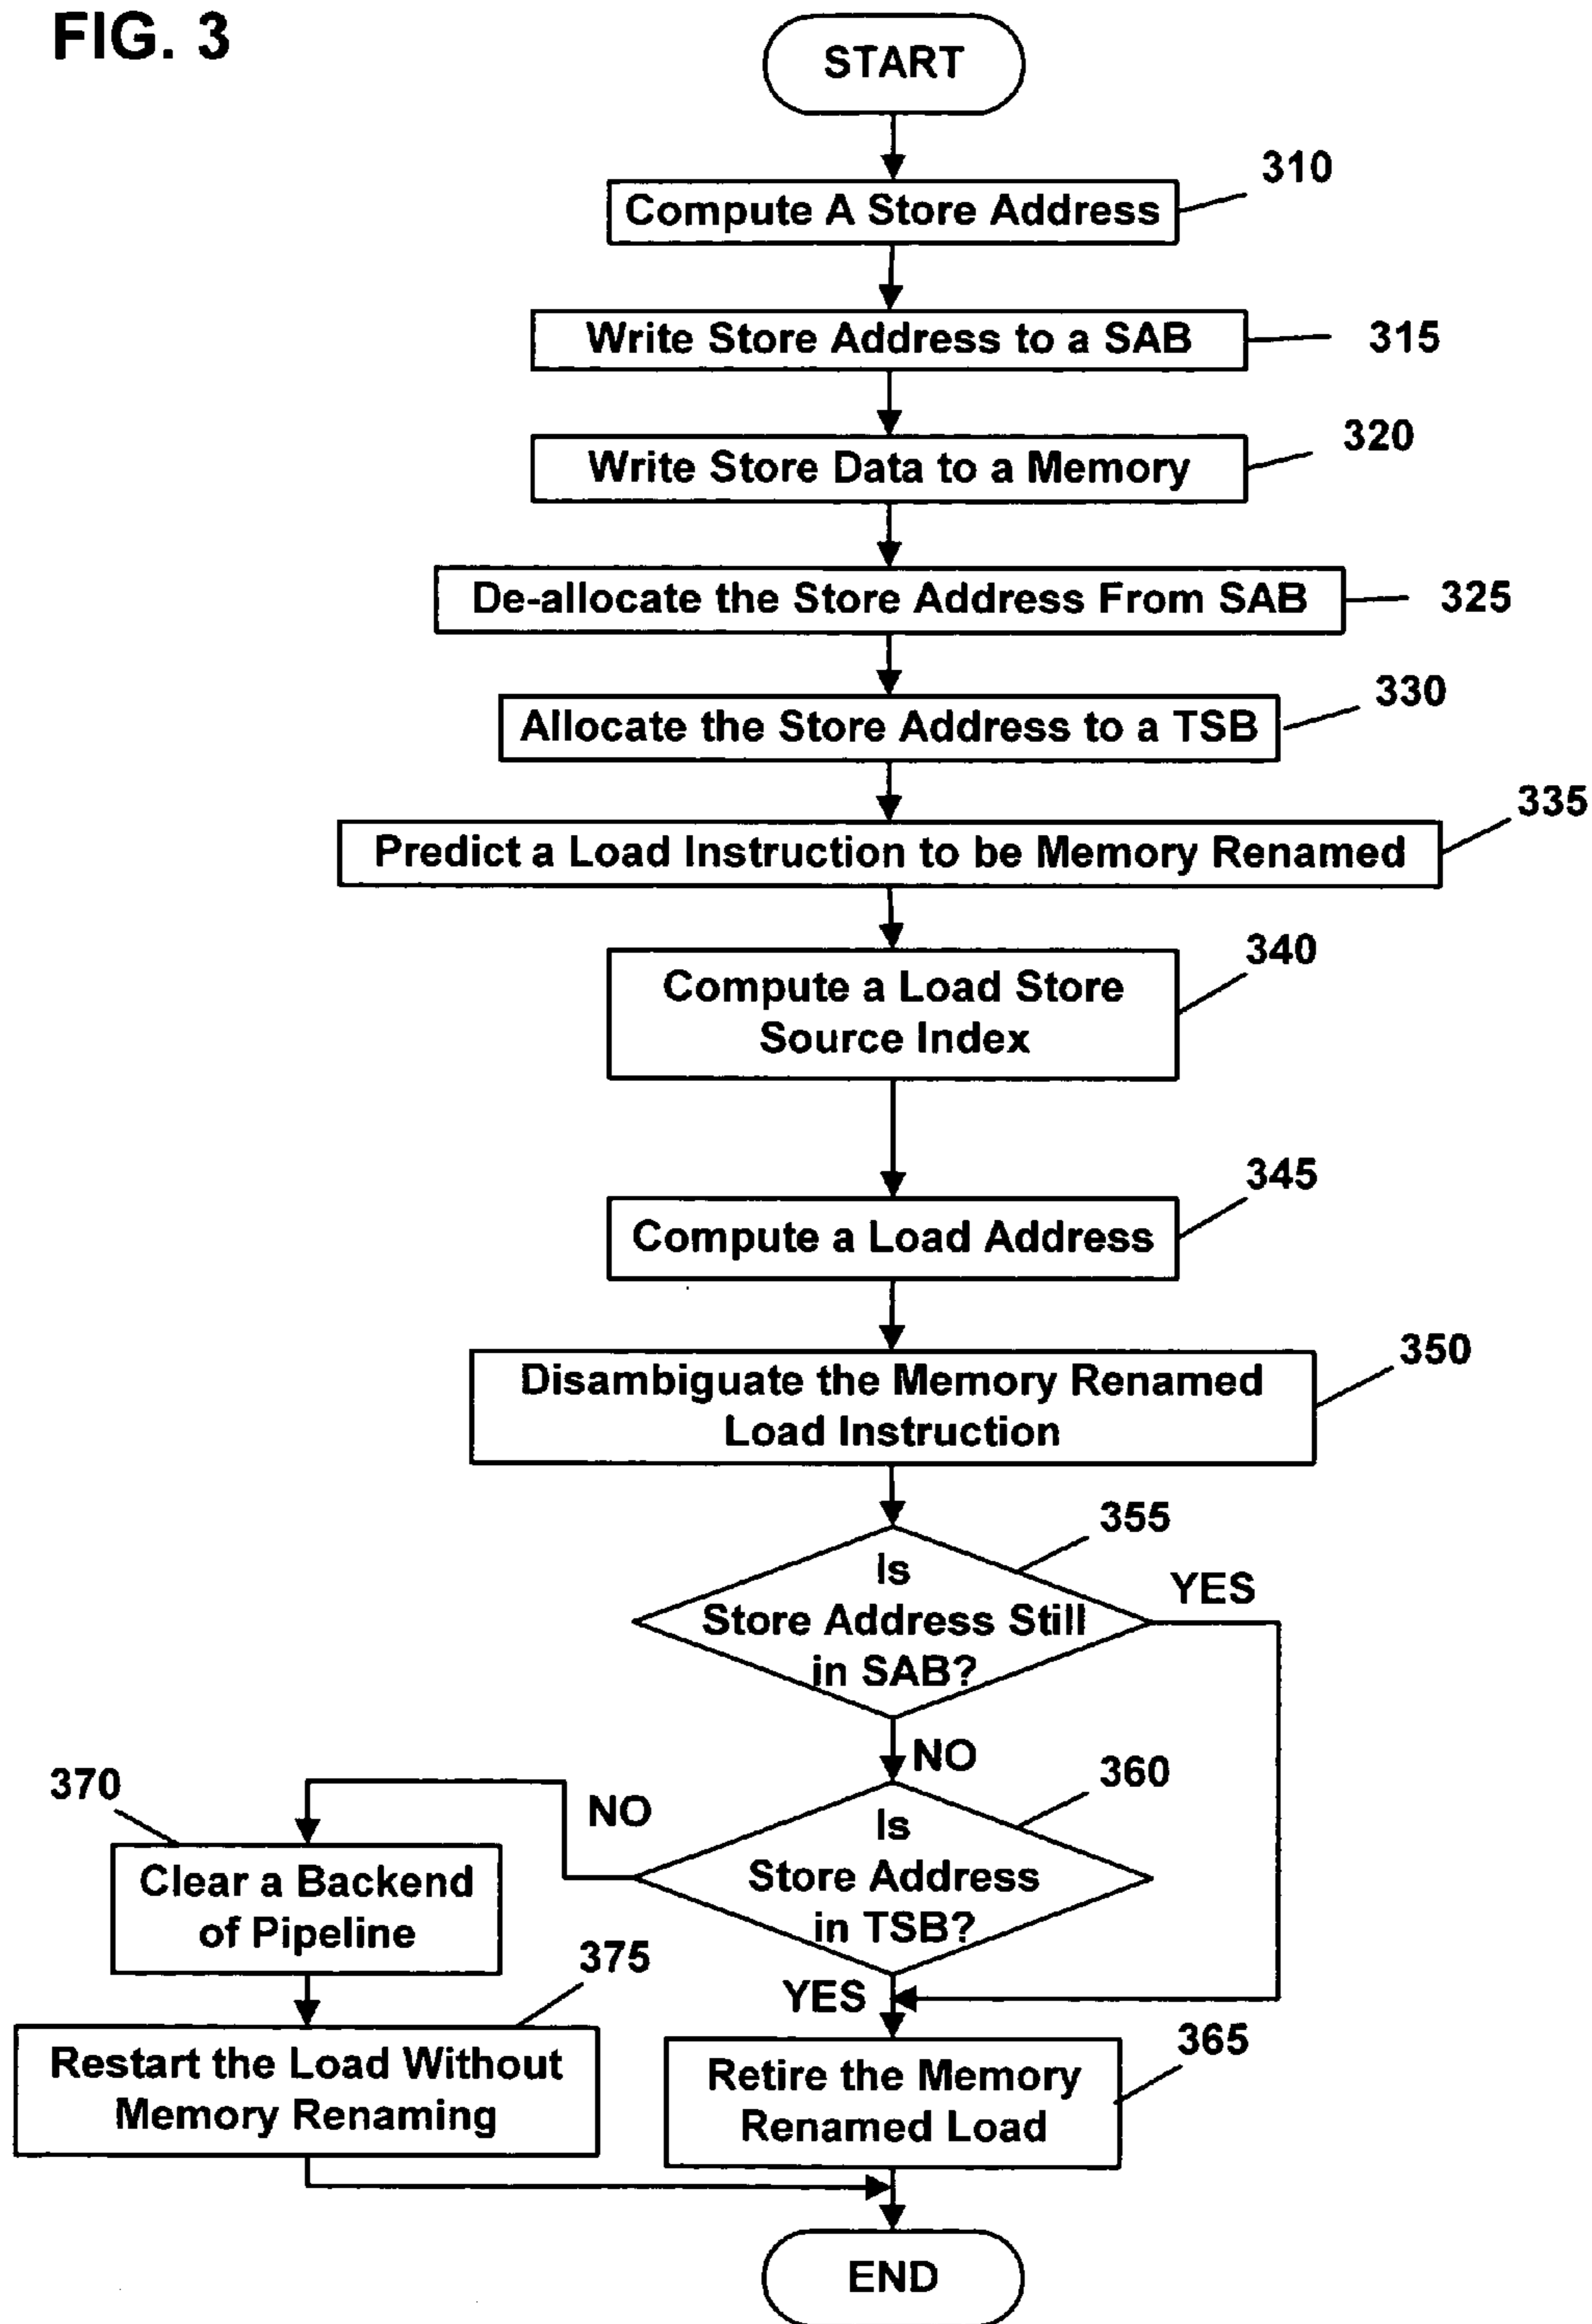 FIG. 3
START
310
Compute A Store Address
Write Store Address to a SAB
315
320
Write Store Data to a Memory
De-allocate the Store Address From SAB
325
330
Allocate the Store Address to a TSB
335
Predict a Load Instruction to be Memory Renamed
340
Compute a Load Store
Source Index
345
Compute a Load Address
350
Disambiguate the Memory Renamed
Load Instruction
355
Is
Store Address Still
in SAB?
YES
NO
360
Is
Store Address
in TSB?
NO
370
Clear a Backend
of Pipeline
375
Restart the Load Without
Memory Renaming
YES
365
Retire the Memory
Renamed Load
END